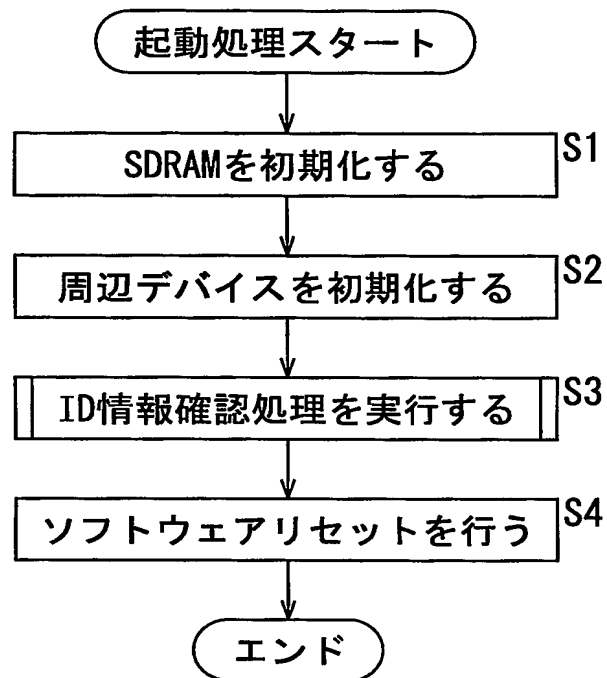 起動処理スタート
SDRAMを初期化する
S1
周辺デバイスを初期化する
S2
ID情報確認処理を実行する
S3
ソフトウェアリセットを行う
S4
エンド